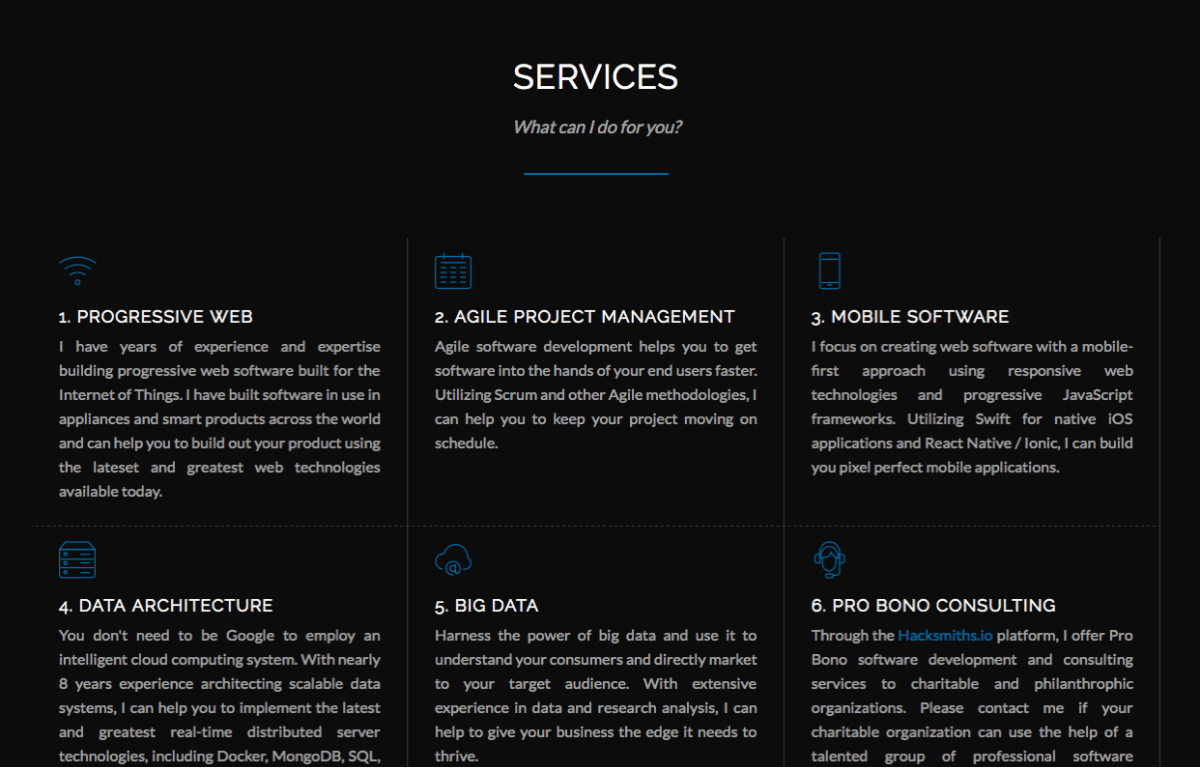 SERVICES
What can I do for you?
1. PROGRESSIVE WEB
I have years of experience and expertise
building progressive web software built for the
Internet of Things. I have built software in use in
appliances and smart products across the world
and can help you to build out your product using
the lateset and greatest web technologies
available today.
2. AGILE PROJECT MANAGEMENT
Agile software development helps you to get
software into the hands of your end users faster.
Utilizing Scrum and other Agile methodologies, I
can help you to keep your project moving on
schedule.
3. MOBILE SOFTWARE
I focus on creating web software with a mobile-
first approach using responsive web
technologies and progressive JavaScript
frameworks. Utilizing Swift for native iOS
applications and React Native / Ionic, I can build
you pixel perfect mobile applications.
4. DATA ARCHITECTURE
You don't need to be Google to employ an
intelligent cloud computing system. With nearly
8 years experience architecting scalable data
systems, I can help you to implement the latest
and greatest real-time distributed server
technologies, including Docker, MongoDB, SQL,
5. BIG DATA
Harness the power of big data and use it to
understand your consumers and directly market
to your target audience. With extensive
experience in data and research analysis, I can
help to give your business the edge it needs to
thrive.
6. PRO BONO CONSULTING
Through the Hacksmiths.io platform, I offer Pro
Bono software development and consulting
services to charitable and philanthrophic
organizations. Please contact me if your
charitable organization can use the help of a
talented group of professional software